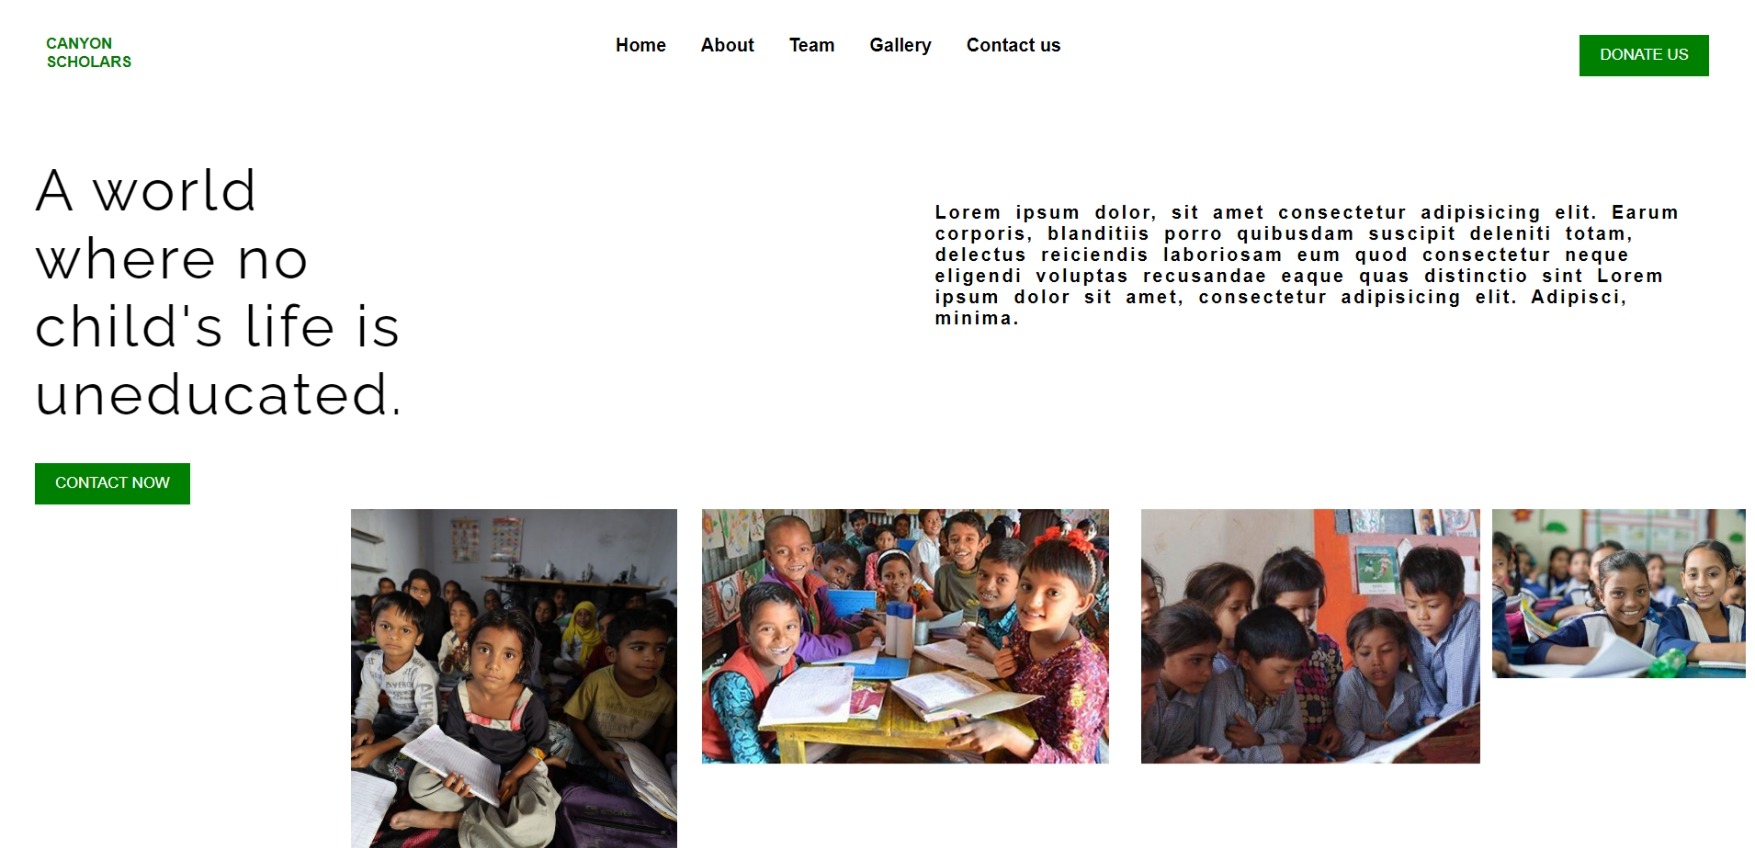 CANYON
SCHOLARS
Home About Team Gallery Contact us
DONATE US
A world
where no
child's life is
uneducated.
Lorem ipsum dolor, sit amet consectetur adipisicing elit. Earum
corporis, blanditiis porro quibusdam suscipit deleniti totam,
delectus reiciendis laboriosam eum quod consectetur neque
eligendi voluptas recusandae eaque quas distinctio sint Lorem
ipsum dolor sit amet, consectetur adipisicing elit. Adipisci,
minima.
CONTACT NOW